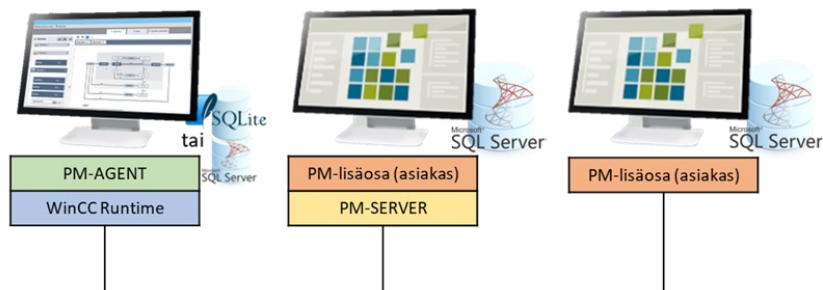 SQLite
tai
SQL Server
PM-AGENT
WinCC Runtime
Microsoft
SQL Server
PM-lisäosa (asiakas)
PM-SERVER
Microsoft
SQL Server
PM-lisäosa (asiakas)